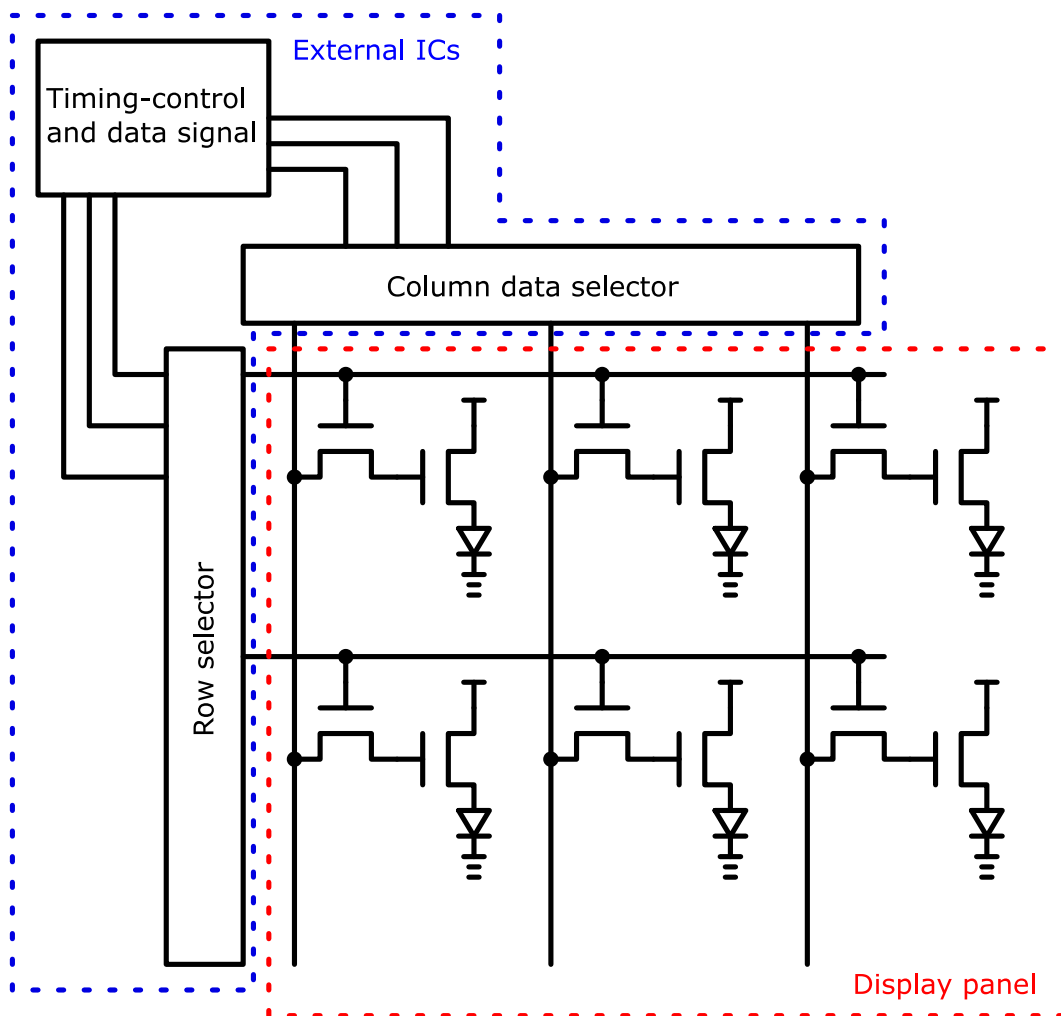 External ICs
Timing-control
and data signal
Column data selector
Row selector
Display panel